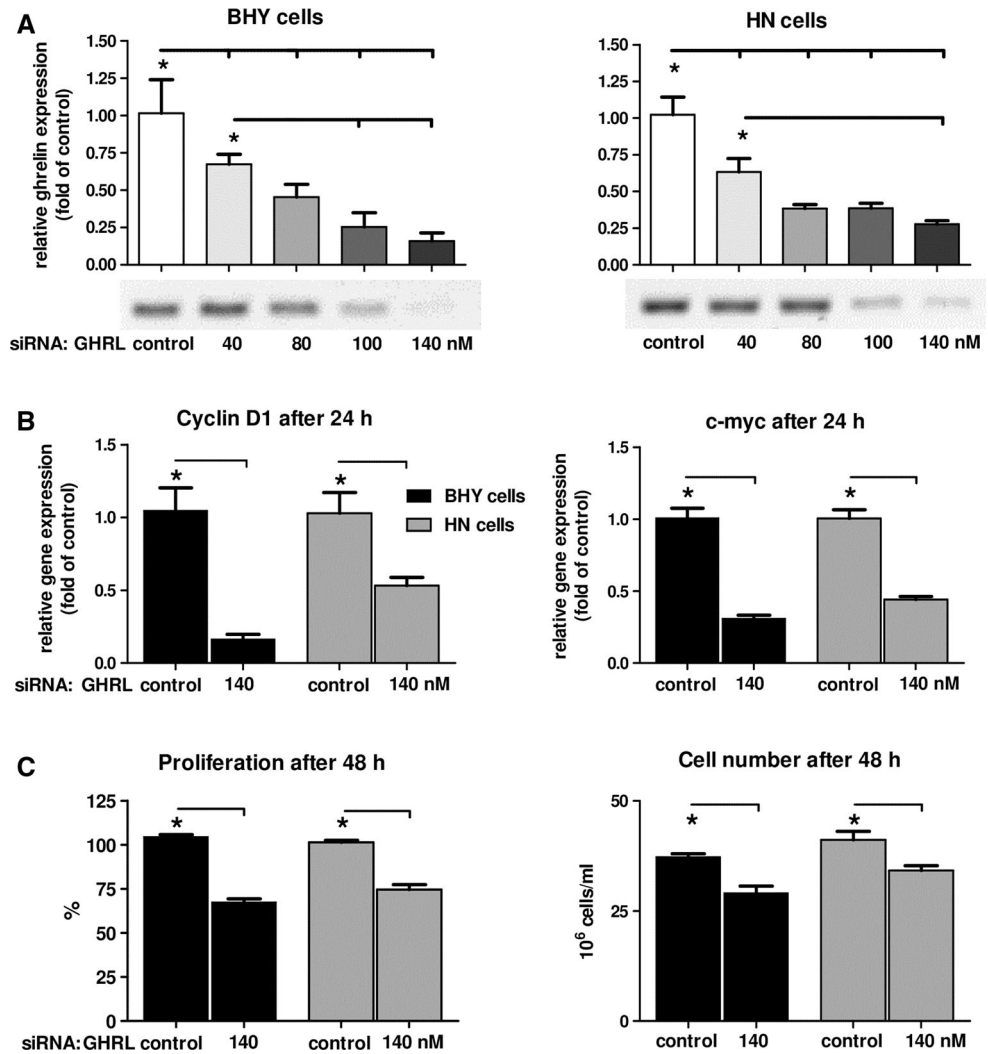 A
BHY cells
HN cells
relative ghrelin expression
(fold of control)
1.50
1.25
1.00
0.75
0.50
0.25
0.00
*
*
1.50
1.25
1.00
0.75
0.50
0.25
0.00
*
*
siRNA: GHRL control 40 80 100 140 nM
control 40 80 100 140 nM
B
Cyclin D1 after 24 h
c-myc after 24 h
relative gene expression
(fold of control)
1.5
1.0
0.5
0.0
*
*
BHY cells
HN cells
siRNA: GHRL control 140 control 140 nM
relative gene expression
(fold of control)
1.5
1.0
0.5
0.0
*
*
control 140 control 140 nM
C
Proliferation after 48 h
Cell number after 48 h
%
125
100
75
50
25
0
*
*
siRNA:GHRL control 140 control 140 nM
10⁶ cells/ml
50
25
0
*
*
control 140 control 140 nM